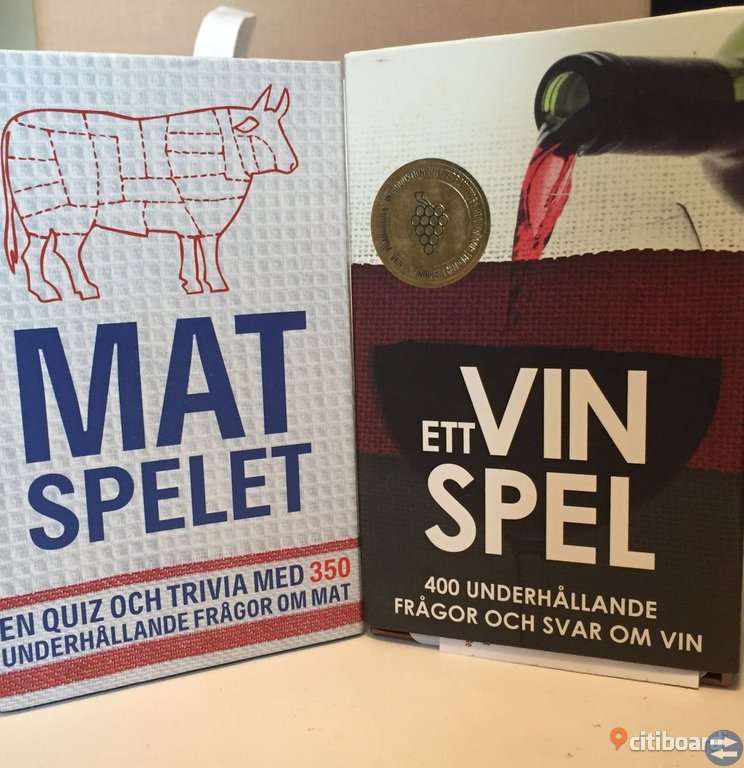 MAT
SPELET
EN QUIZ OCH TRIVIA MED 350
UNDERHÅLLANDE FRÅGOR OM MAT
ETT VIN
SPEL
400 UNDERHÅLLANDE
FRÅGOR OCH SVAR OM VIN
citiboard